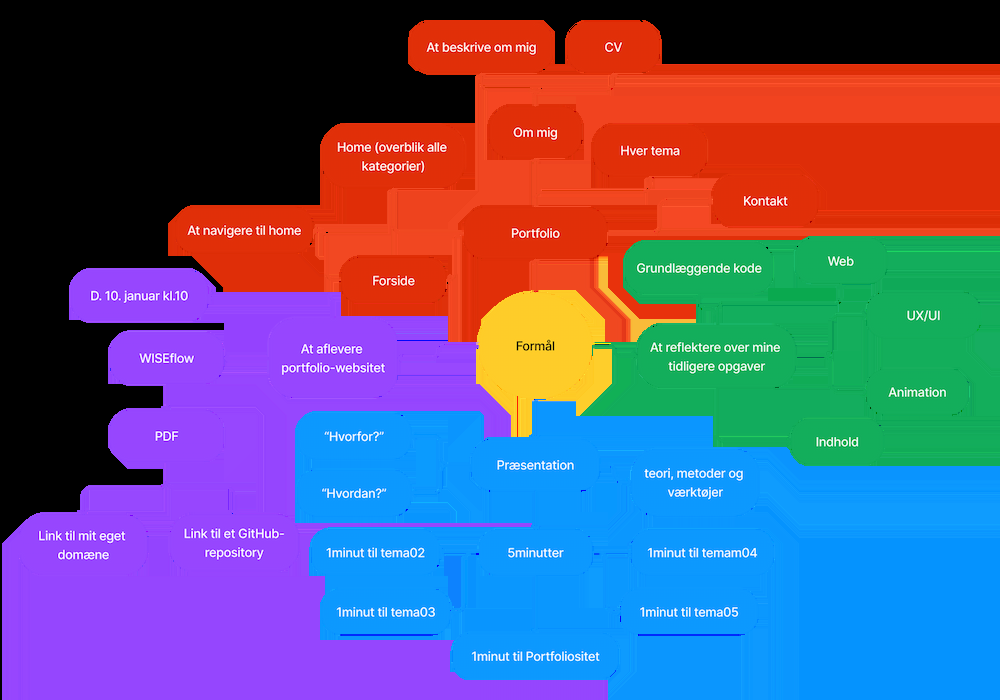 At beskrive om mig
CV
Om mig
Home (overblik alle
kategorier)
Hver tema
Kontakt
At navigere til home
Portfolio
Forside
Grundlæggende kode
Web
D. 10. januar kl.10
UX/UI
Formål
WISEflow
At aflevere
portfolio-websitet
At reflektere over mine
tidligere opgaver
Animation
PDF
“Hvorfor?”
Indhold
Præsentation
“Hvordan?”
teori, metoder og
værktøjer
Link til mit eget
domæne
Link til et GitHub-
repository
1minut til tema02
5minutter
1minut til temam04
1minut til tema03
1minut til tema05
1minut til Portfoliositet